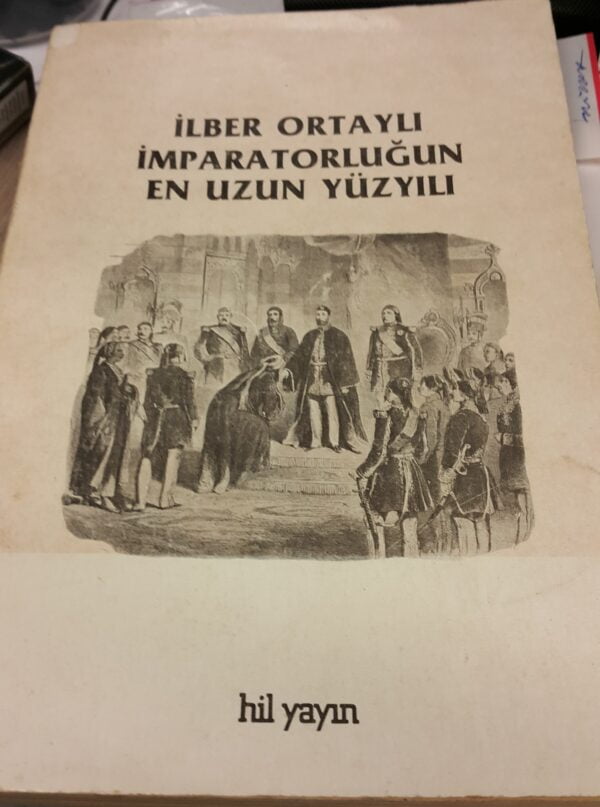 İLBER ORTAYLI
İMPARATORLUĞUN
EN UZUN YÜZYILI
hil yayın